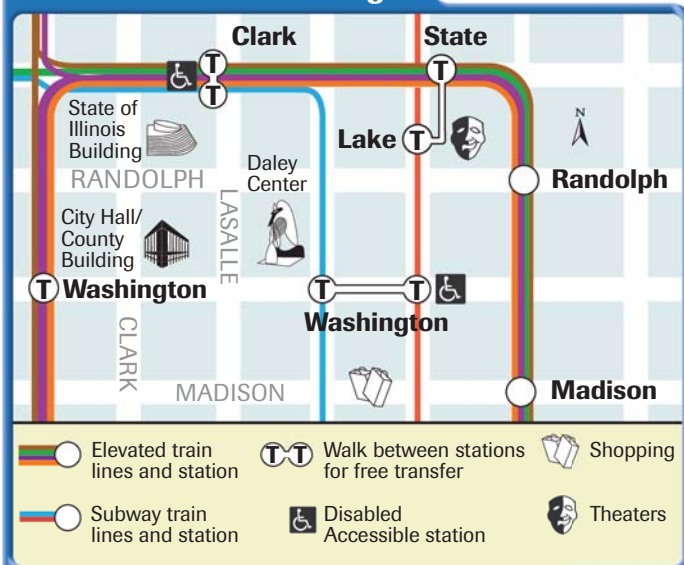 Clark
State
T
T
T
State of
Illinois
Building
Lake
T
Daley
Center
RANDOLPH
Randolph
N
LASALLE
City Hall/
County
Building
T
Washington
T
T
Washington
CLARK
MADISON
Madison
Elevated train
lines and station
T
T
Walk between stations
for free transfer
Shopping
Subway train
lines and station
Disabled
Accessible station
Theaters